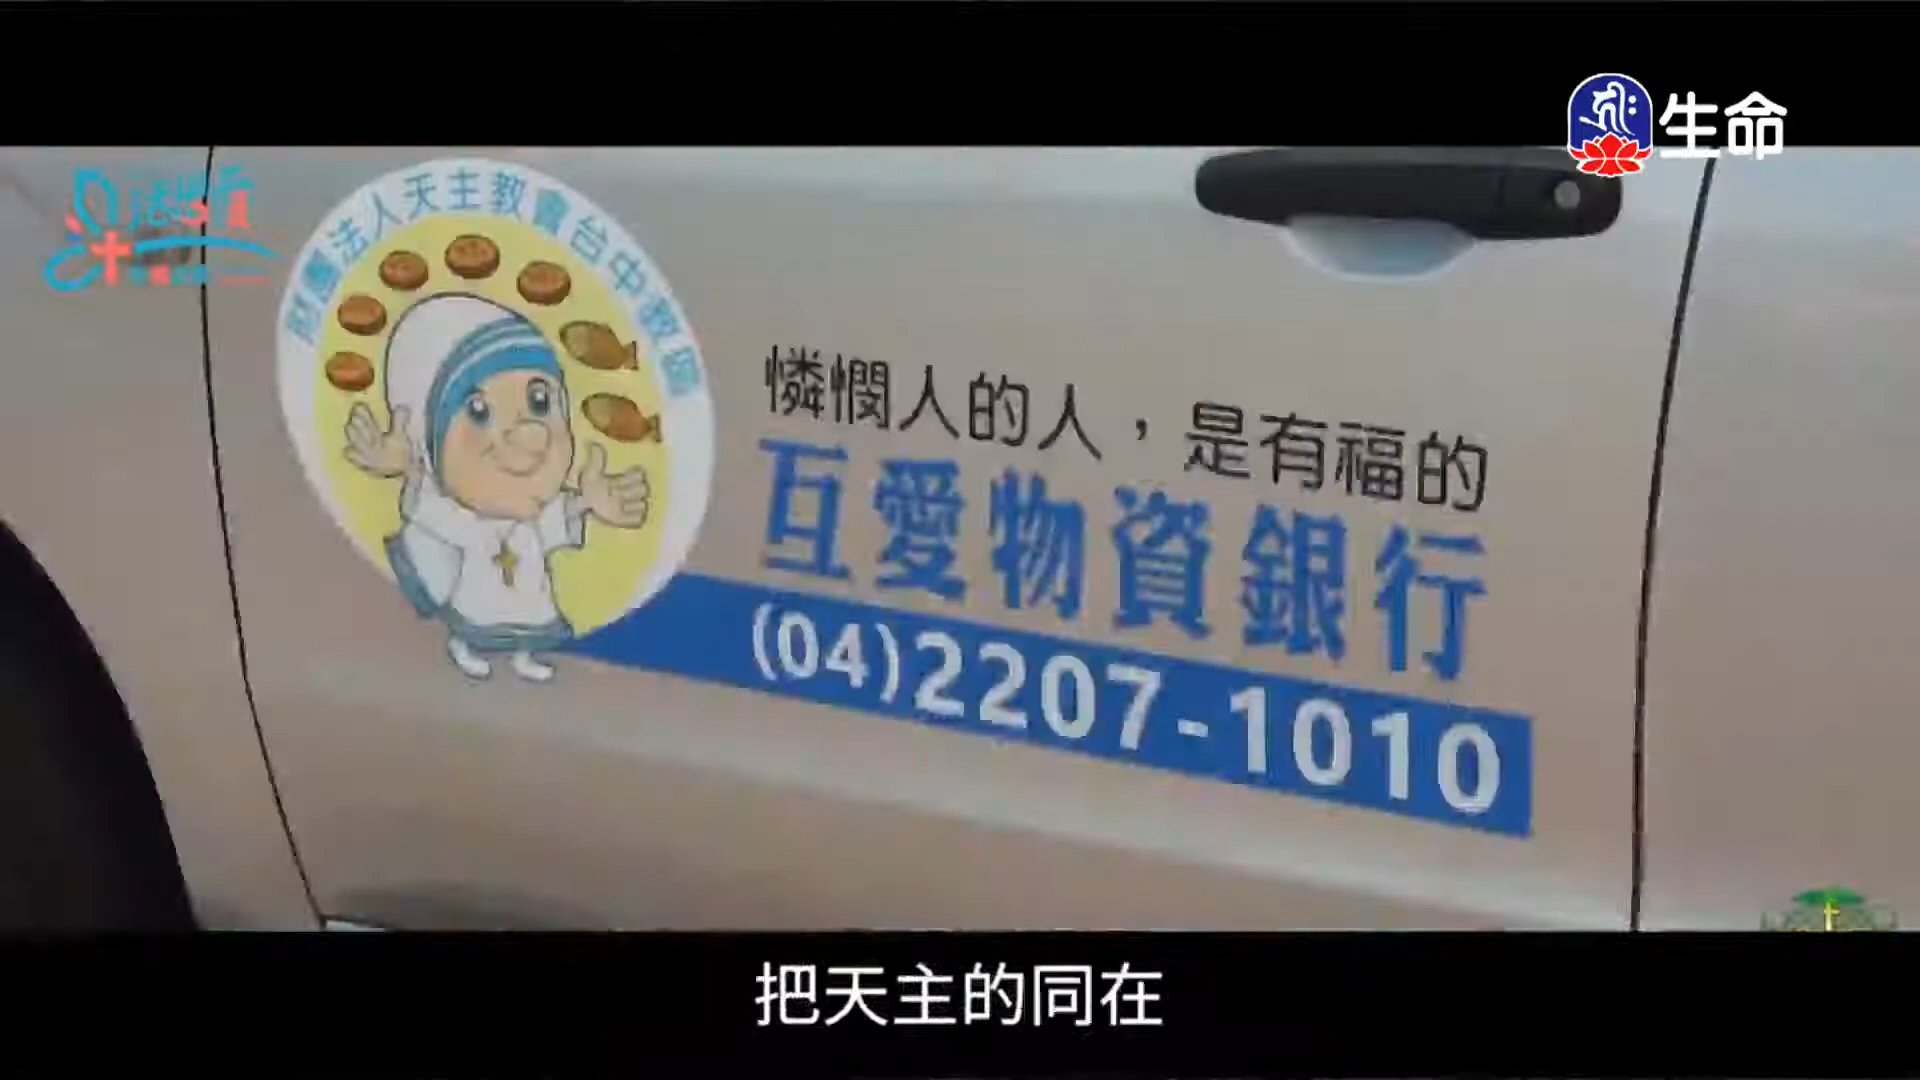 生命
財團法人天主教會台中教區
憐憫人的人，是有福的
互愛物資銀行
(04)2207-1010
把天主的同在